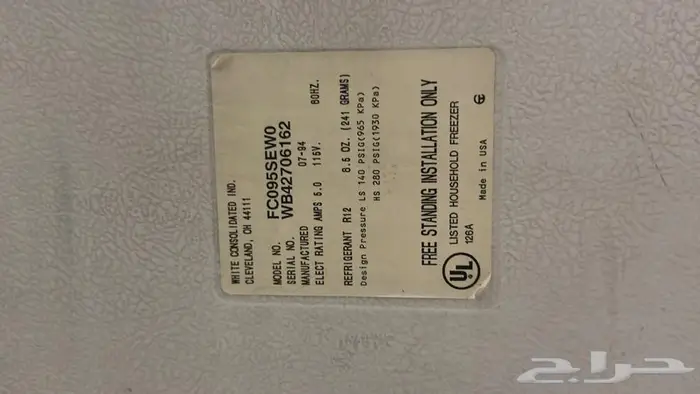 WHITE CONSOLIDATED IND.
CLEVELAND, OH 44111
MODEL NO. FC095SEW0
SERIAL NO. WB42706162
MANUFACTURED 07-94
ELECT RATING AMPS 5.0 115V. 60HZ.
REFRIGERANT R12 8.5 OZ. (241 GRAMS)
Design Pressure LS 140 PSIG(965 KPa)
HS 280 PSIG(1930 KPa)
FREE STANDING INSTALLATION ONLY
UL LISTED HOUSEHOLD FREEZER
126A
Made in USA
حراج